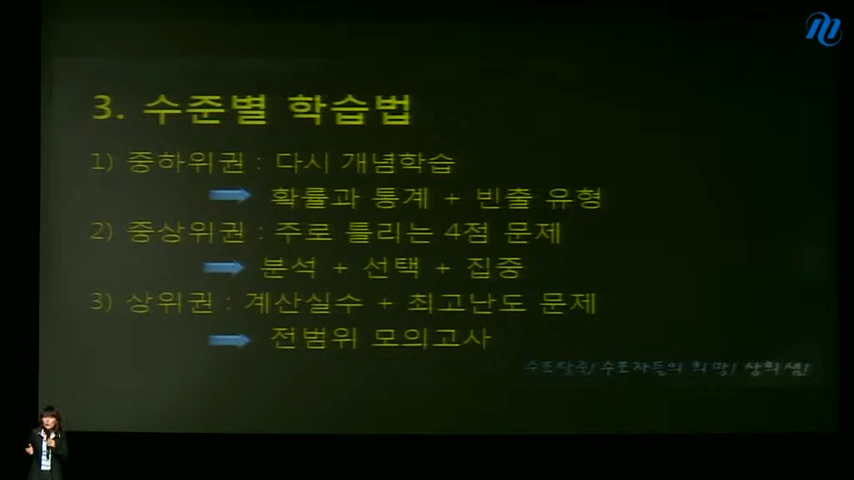 3. 수준별 학습법
1) 중하위권 : 다시 개념학습
확률과 통계 + 빈출 유형
2) 중상위권 : 주로 틀리는 4점 문제
분석 + 선택 + 집중
3) 상위권 : 계산실수 + 최고난도 문제
전범위 모의고사
수포탈출! 수포자들의 희망! 상희샘!